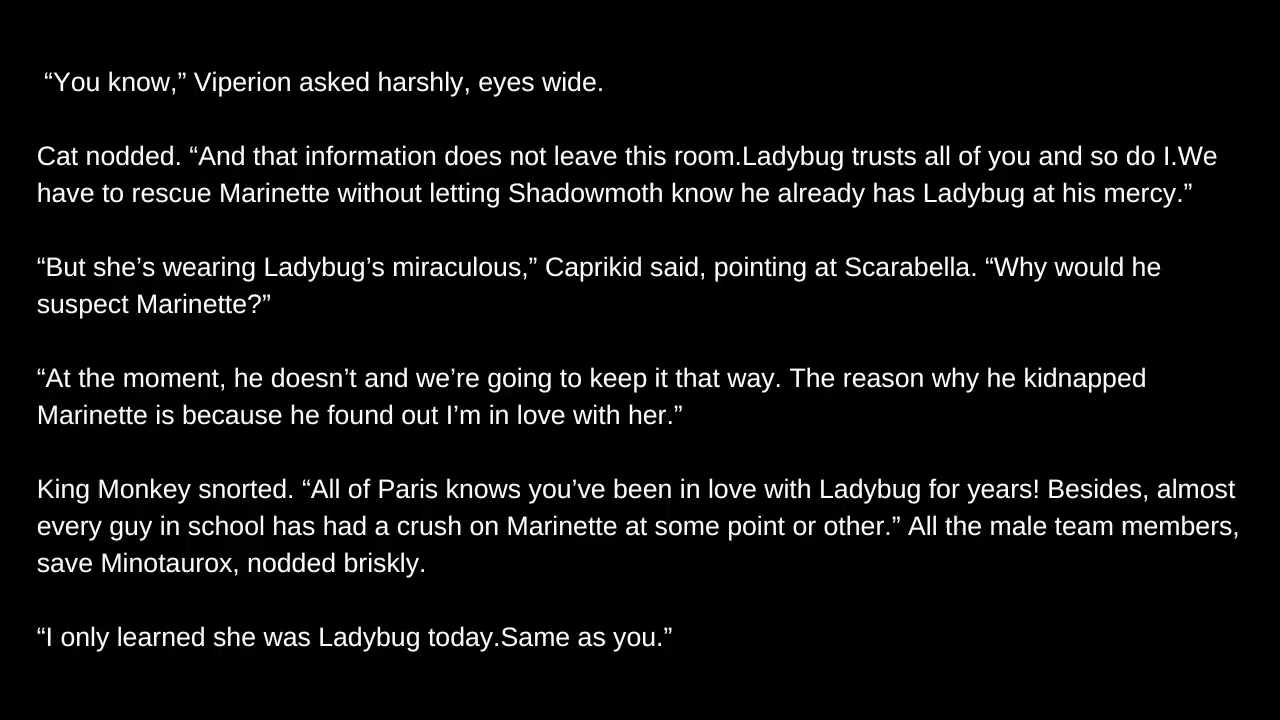 “You know,” Viperion asked harshly, eyes wide.
Cat nodded. “And that information does not leave this room.Ladybug trusts all of you and so do I.We
have to rescue Marinette without letting Shadowmoth know he already has Ladybug at his mercy.”
“But she’s wearing Ladybug’s miraculous,” Caprikid said, pointing at Scarabella. “Why would he
suspect Marinette?”
“At the moment, he doesn’t and we’re going to keep it that way. The reason why he kidnapped
Marinette is because he found out I’m in love with her.”
King Monkey snorted. “All of Paris knows you’ve been in love with Ladybug for years! Besides, almost
every guy in school has had a crush on Marinette at some point or other.” All the male team members,
save Minotaurox, nodded briskly.
“I only learned she was Ladybug today.Same as you.”